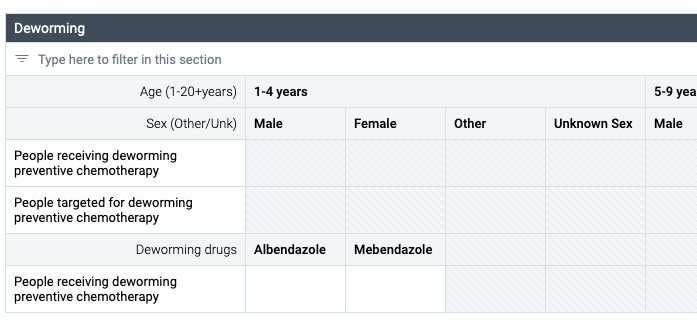 Deworming
Type here to filter in this section
Age (1-20+years) 1-4 years 5-9 yea
Sex (Other/Unk) Male Female Other Unknown Sex Male
People receiving deworming
preventive chemotherapy
People targeted for deworming
preventive chemotherapy
Deworming drugs Albendazole Mebendazole
People receiving deworming
preventive chemotherapy